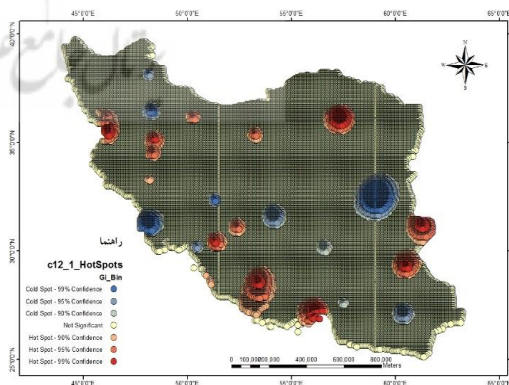 45°0'0"E 50°0'0"E 55°0'0"E 60°0'0"E 65°0'0"E
40°0'0"N
35°0'0"N
30°0'0"N
25°0'0"N
N
W E
S
راهنما
c12_1_HotSpots
Gi_Bin
Cold Spot - 99% Confidence
Cold Spot - 95% Confidence
Cold Spot - 90% Confidence
Not Significant
Hot Spot - 90% Confidence
Hot Spot - 95% Confidence
Hot Spot - 99% Confidence
0 100,000200,000 400,000 600,000 800,000
Meters